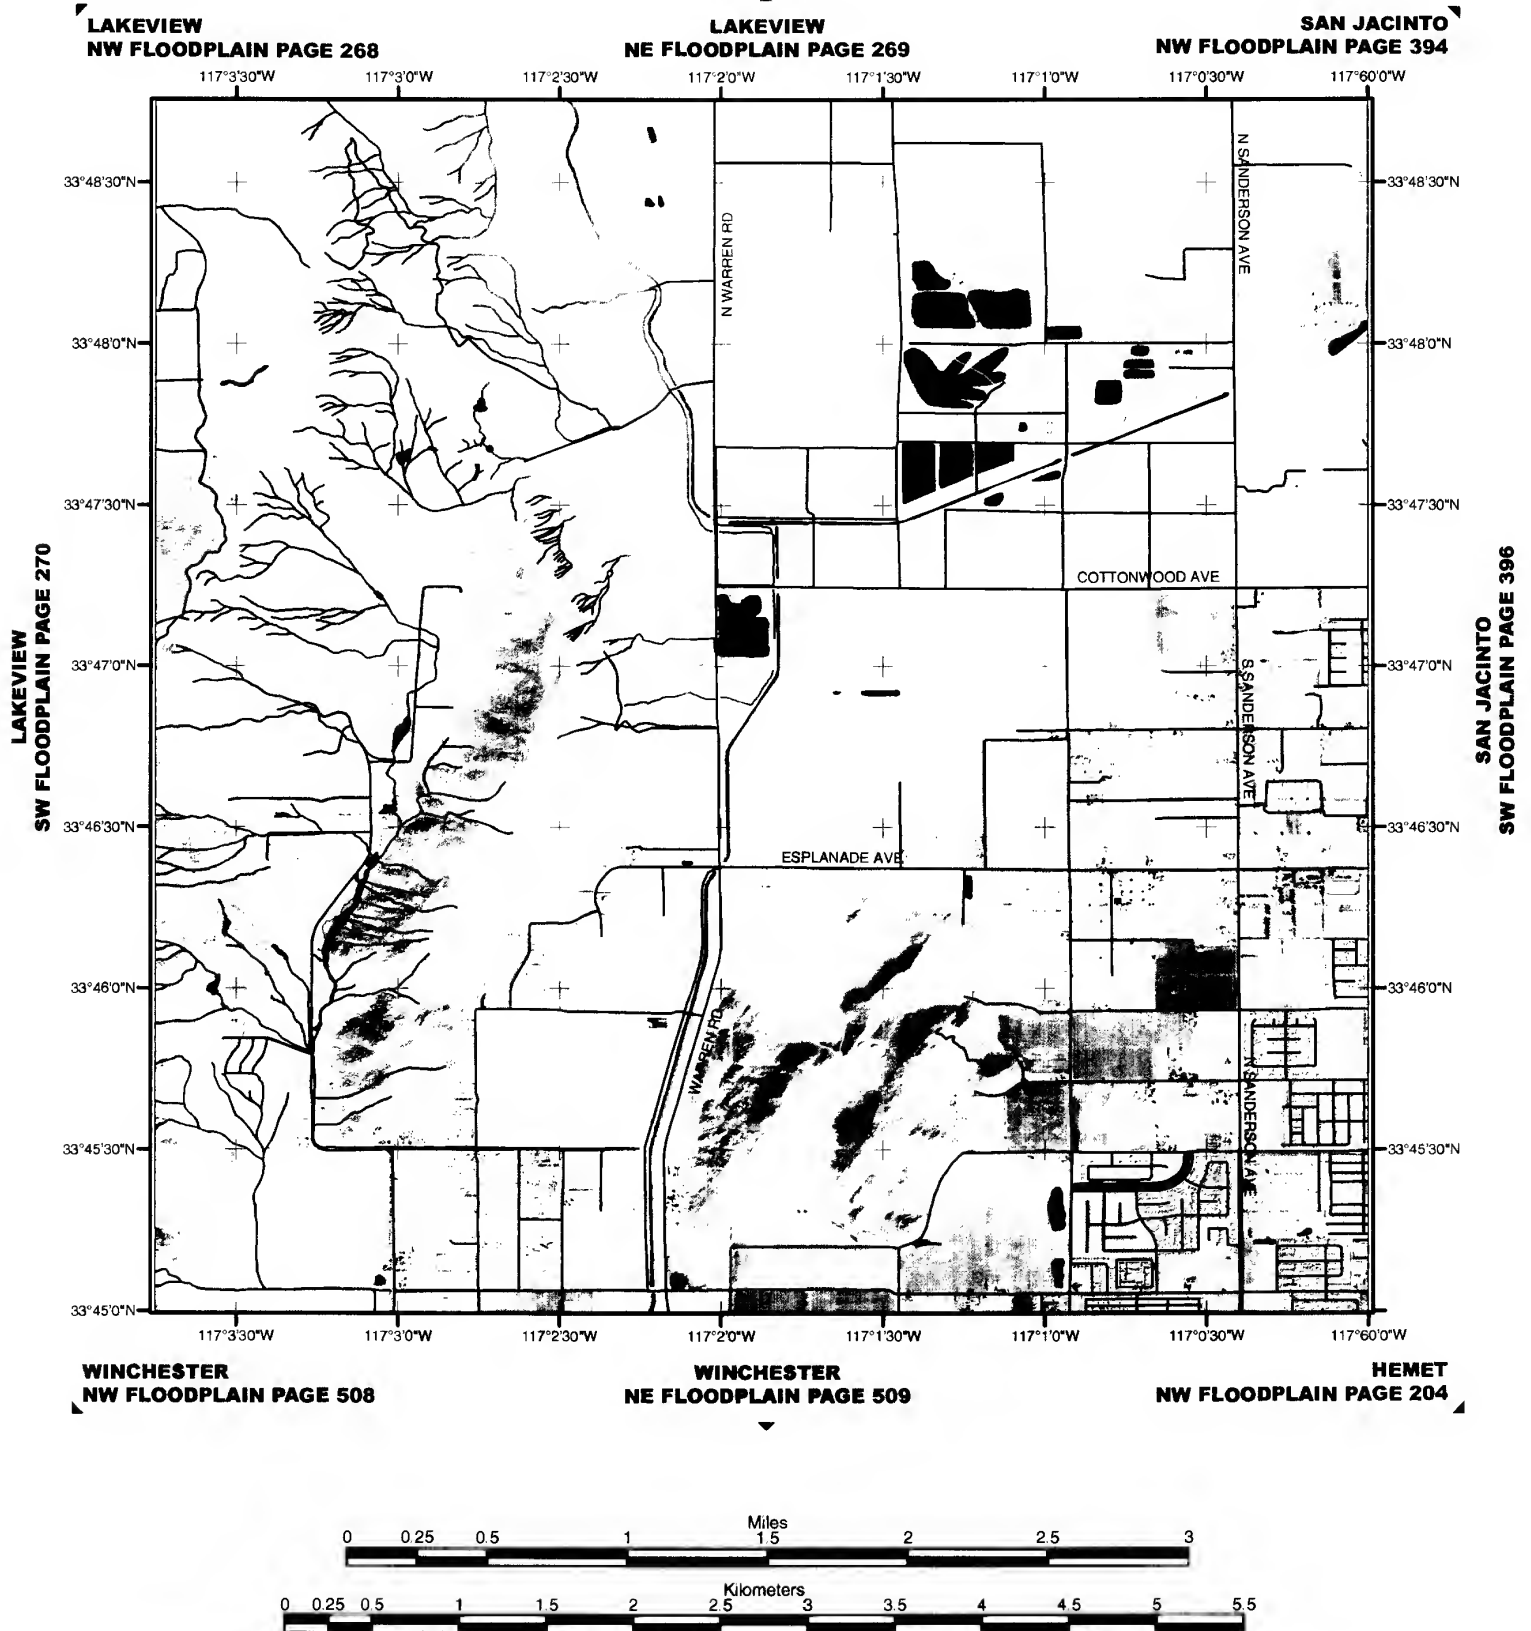 LAKEVIEW
NW FLOODPLAIN PAGE 268
LAKEVIEW
NE FLOODPLAIN PAGE 269
SAN JACINTO
NW FLOODPLAIN PAGE 394
117°3'30"W 117°3'0"W 117°2'30"W 117°2'0"W 117°1'30"W 117°1'0"W 117°0'30"W 117°60'0"W
33°48'30"N 33°48'30"N
33°48'0"N 33°48'0"N
33°47'30"N 33°47'30"N
33°47'0"N 33°47'0"N
33°46'30"N 33°46'30"N
33°46'0"N 33°46'0"N
33°45'30"N 33°45'30"N
33°45'0"N
N WARREN RD
N SANDERSON AVE
COTTONWOOD AVE
S SANDERSON AVE
ESPLANADE AVE
WARREN RD
N SANDERSON AVE
LAKEVIEW
SW FLOODPLAIN PAGE 270
SAN JACINTO
SW FLOODPLAIN PAGE 396
117°3'30"W 117°3'0"W 117°2'30"W 117°2'0"W 117°1'30"W 117°1'0"W 117°0'30"W 117°60'0"W
WINCHESTER
NW FLOODPLAIN PAGE 508
WINCHESTER
NE FLOODPLAIN PAGE 509
HEMET
NW FLOODPLAIN PAGE 204
Miles
0 0.25 0.5 1 1.5 2 2.5 3
Kilometers
0 0.25 0.5 1 1.5 2 2.5 3 3.5 4 4.5 5 5.5